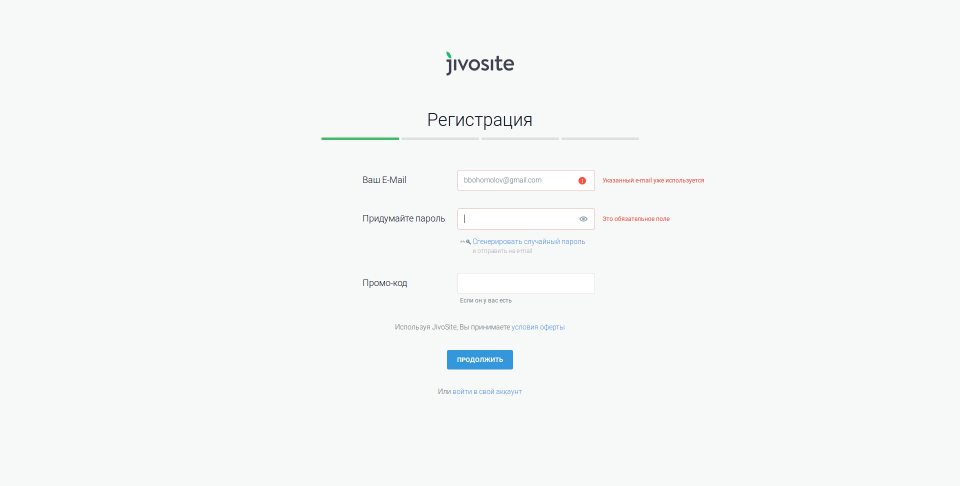 jivosite
Регистрация
Ваш E-Mail
bbohomolov@gmail.com
Указанный e-mail уже используется
Придумайте пароль
Это обязательное поле
Сгенерировать случайный пароль
и отправить на e-mail
Промо-код
Если он у вас есть
Используя JivoSite, Вы принимаете условия оферты
ПРОДОЛЖИТЬ
Или войти в свой аккаунт